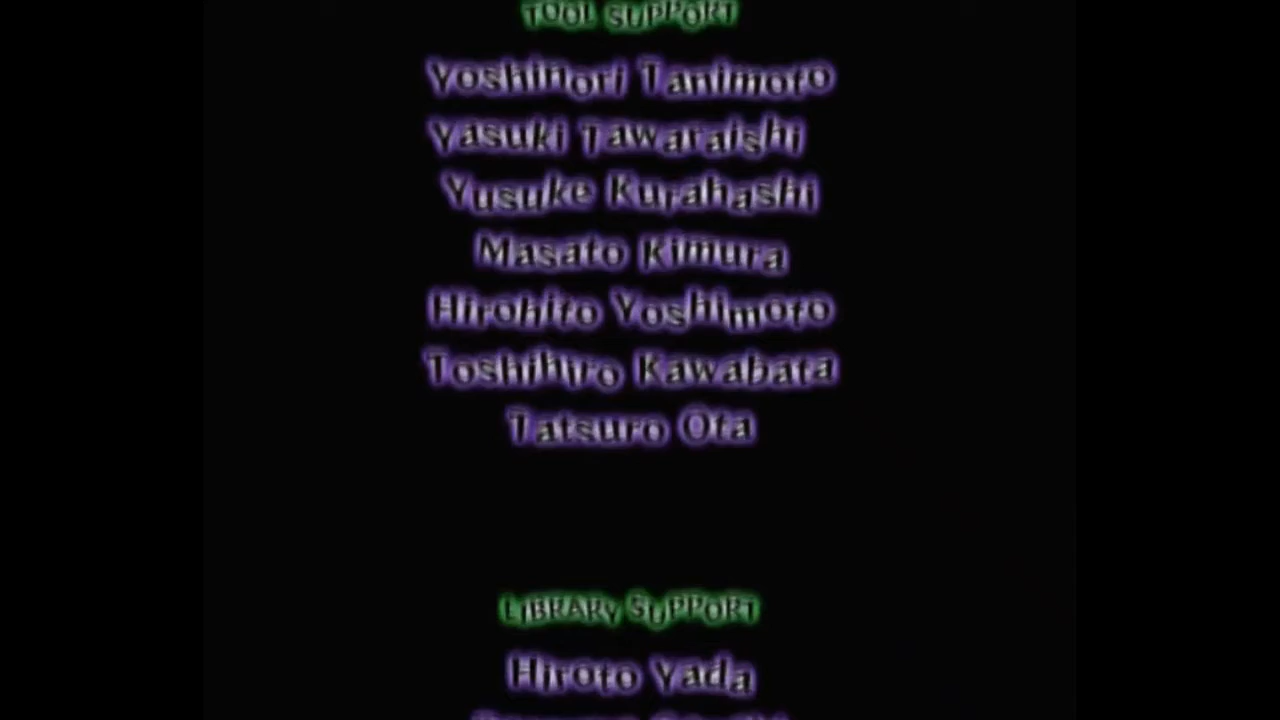 TOOL SUPPORT
Yoshinori Tanimoto
Yasuki Tawaraishi
Yusuke Kurahashi
Masato Kimura
Hirohito Yoshimoto
Toshihiro Kawabata
Tatsuro Ota
LIBRARY SUPPORT
Hiroto Yada